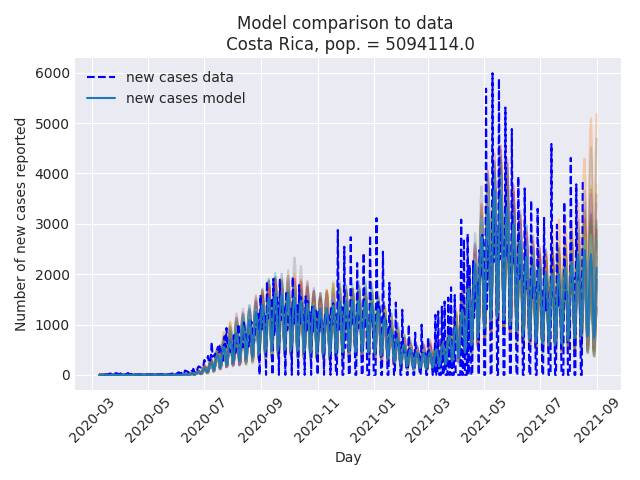 Model comparison to data
Costa Rica, pop. = 5094114.0
new cases data
new cases model
Number of new cases reported
6000
5000
4000
3000
2000
1000
0
2020-03
2020-05
2020-07
2020-09
2020-11
2021-01
2021-03
2021-05
2021-07
2021-09
Day